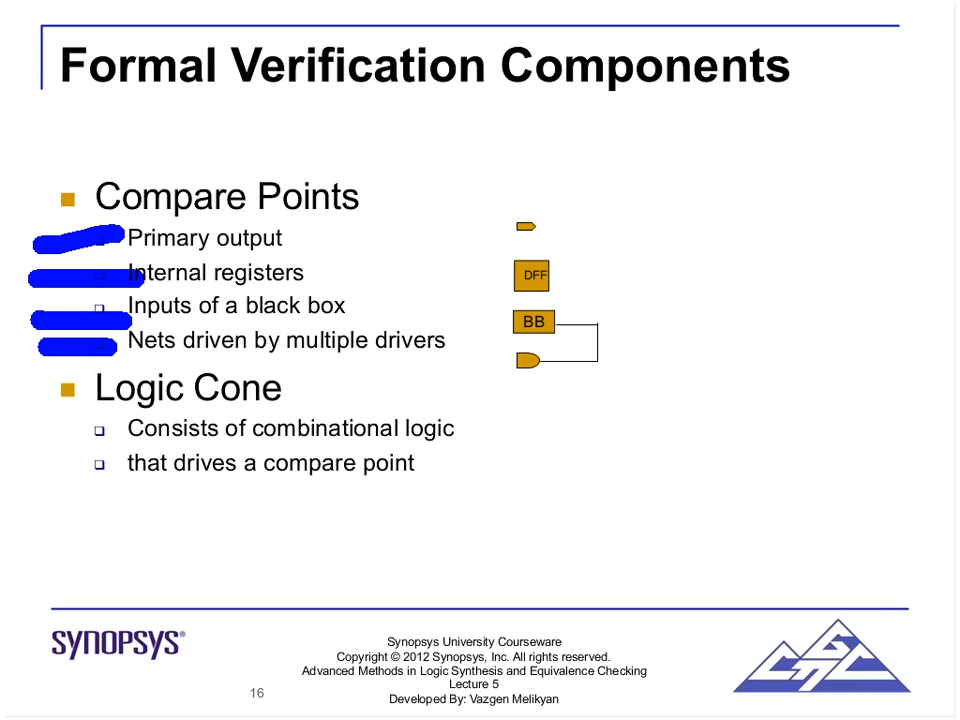 Formal Verification Components
Compare Points
Primary output
Internal registers
DFF
Inputs of a black box
BB
Nets driven by multiple drivers
Logic Cone
Consists of combinational logic
that drives a compare point
SYNOPSYS®
Synopsys University Courseware
Copyright © 2012 Synopsys, Inc. All rights reserved.
Advanced Methods in Logic Synthesis and Equivalence Checking
Lecture 5
16
Developed By: Vazgen Melikyan